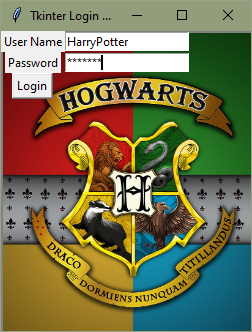 Tkinter Login ...
User Name HarryPotter
Password *******
Login
HOGWARTS
H
DRACO DORMIENS NUNQUAM TITILLANDUS